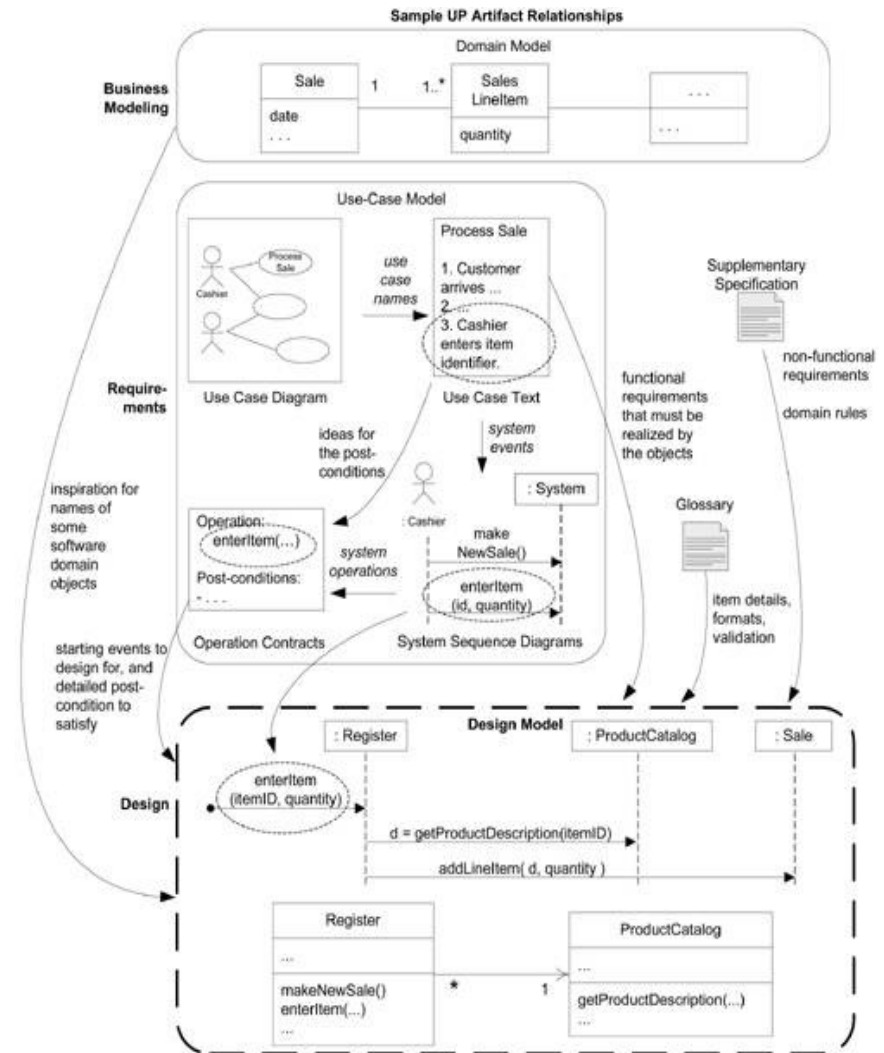 Sample UP Artifact Relationships
Domain Model
Business
Modeling
Sale
1
1..*
Sales
LineItem
. . .
date
. . .
quantity
. . .
Use-Case Model
Process
Sale
Cashier
use
case
names
Process Sale
1. Customer
arrives ...
2. ...
3. Cashier
enters item
identifier.
Use Case Diagram
Use Case Text
Supplementary
Specification
non-functional
requirements
domain rules
Require-
ments
functional
requirements
that must be
realized by
the objects
ideas for
the post-
conditions
system
events
inspiration for
names of
some
software
domain
objects
: System
: Cashier
Operation:
enterItem(…)
Post-conditions:
- . . .
system
operations
make
NewSale()
enterItem
(id, quantity)
Glossary
item details,
formats,
validation
Operation Contracts
System Sequence Diagrams
starting events to
design for, and
detailed post-
condition to
satisfy
Design Model
: Register
: ProductCatalog
: Sale
Design
enterItem
(itemID, quantity)
d = getProductDescription(itemID)
addLineItem( d, quantity )
Register
...
makeNewSale()
enterItem(...)
...
*
1
ProductCatalog
...
getProductDescription(...)
...